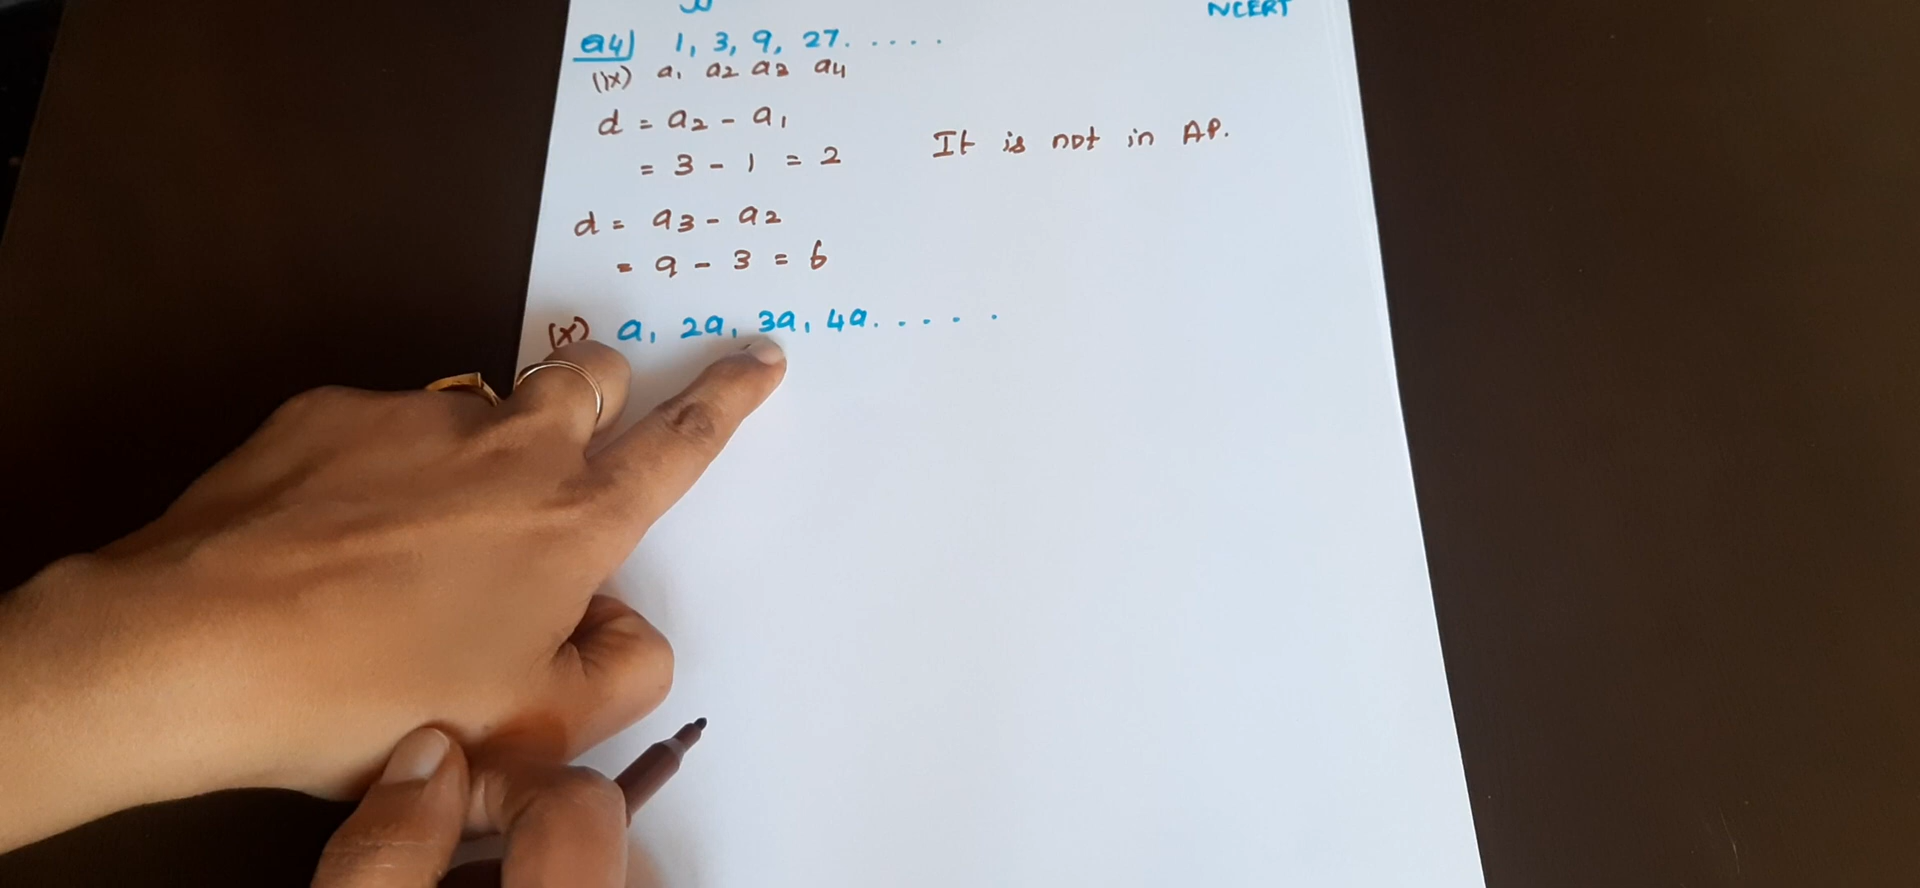 NCERT
Q4) 1, 3, 9, 27.....
(ix) a1 a2 a3 a4
d = a2 - a1
= 3 - 1 = 2
It is not in AP.
d = a3 - a2
= 9 - 3 = 6
(x) a, 2a, 3a, 4a.....